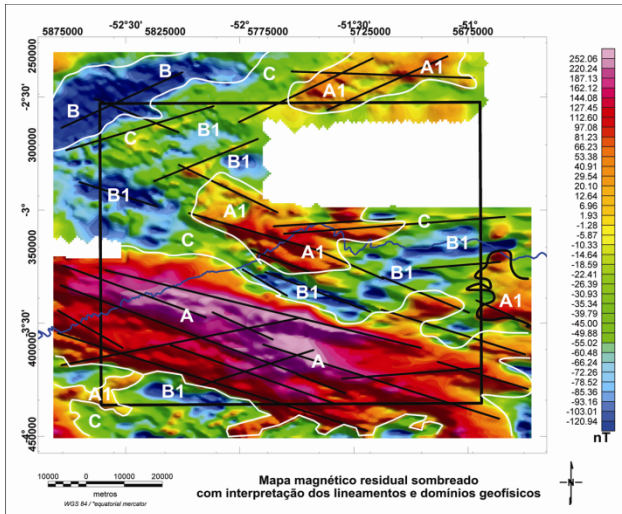 -52°30' -52° -51°30' -51°
5875000 5825000 5775000 5725000 5675000
250000
-2°30'
300000
-3°
350000
-3°30'
400000
-4°
450000
B
C
A1
A1
B
C
B1
B1
B1
A1
C
A1
B1
C
B1
B1
A1
A
A
A1
B1
C
252.06
220.24
187.13
162.12
144.08
127.45
112.60
97.08
81.23
66.23
53.38
40.91
29.54
20.10
12.64
6.96
1.93
-1.28
-5.87
-10.33
-14.64
-18.59
-22.41
-26.39
-30.93
-35.34
-39.79
-45.00
-49.88
-55.02
-60.48
-66.24
-72.26
-78.52
-85.36
-93.16
-103.01
-120.94
nT
10000 0 10000 20000
metros
WGS 84 / *equatorial mercator
Mapa magnético residual sombreado
com interpretação dos lineamentos e domínios geofísicos
N